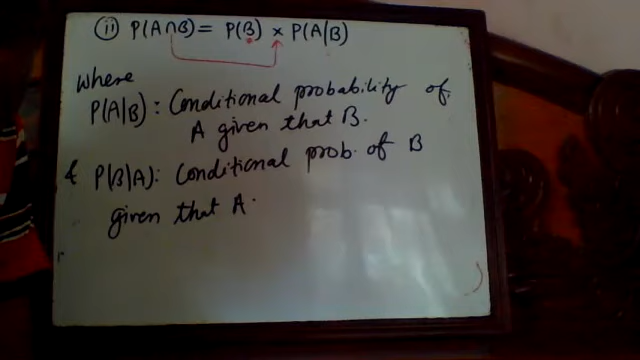 (ii) P(A∩B) = P(B) × P(A|B)
where
P(A|B) : Conditional probability of
A given that B.
& P(B|A) : Conditional prob. of B
given that A.